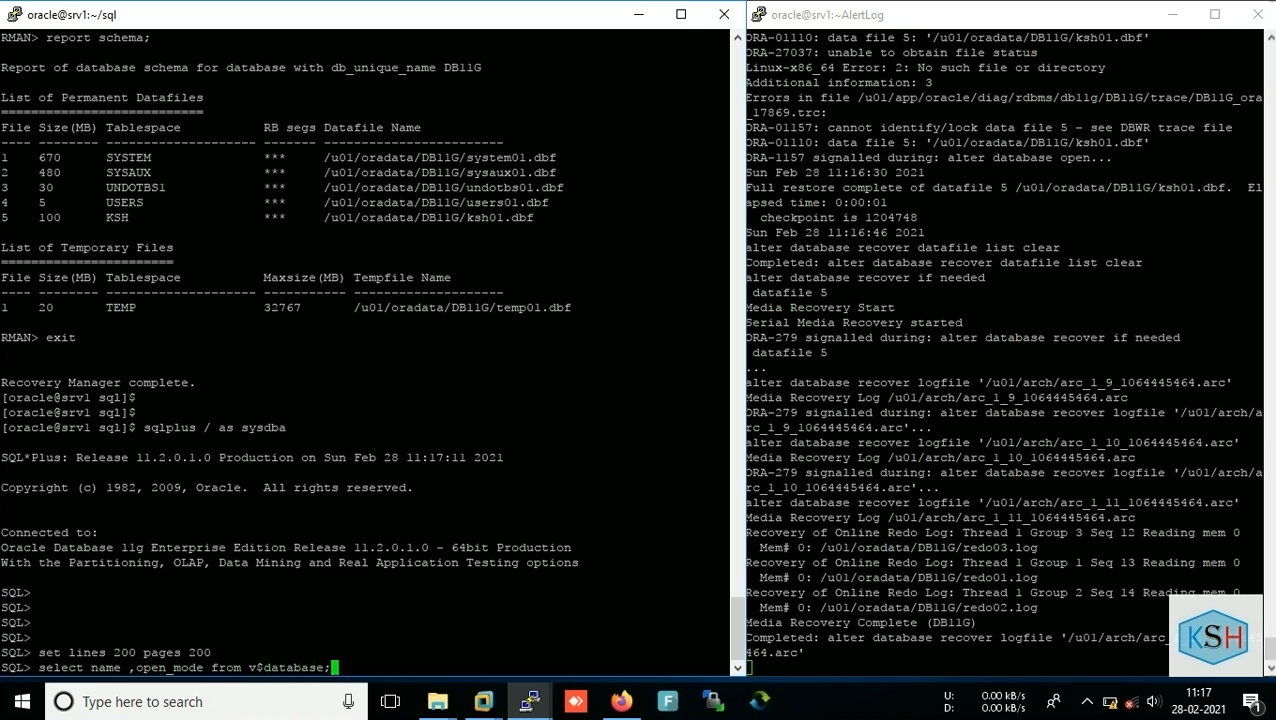 oracle@srv1:~/sql
RMAN> report schema;
Report of database schema for database with db_unique_name DB11G
List of Permanent Datafiles
===========================
File Size(MB) Tablespace           RB segs Datafile Name
---- -------- -------------------- ------- ------------------------
1    670      SYSTEM               ***     /u01/oradata/DB11G/system01.dbf
2    480      SYSAUX               ***     /u01/oradata/DB11G/sysaux01.dbf
3    30       UNDOTBS1             ***     /u01/oradata/DB11G/undotbs01.dbf
4    5        USERS                ***     /u01/oradata/DB11G/users01.dbf
5    100      KSH                  ***     /u01/oradata/DB11G/ksh01.dbf
List of Temporary Files
=======================
File Size(MB) Tablespace           Maxsize(MB) Tempfile Name
---- -------- -------------------- ----------- --------------------
1    20       TEMP                 32767       /u01/oradata/DB11G/temp01.dbf
RMAN> exit
Recovery Manager complete.
[oracle@srv1 sql]$
[oracle@srv1 sql]$
[oracle@srv1 sql]$ sqlplus / as sysdba
SQL*Plus: Release 11.2.0.1.0 Production on Sun Feb 28 11:17:11 2021
Copyright (c) 1982, 2009, Oracle.  All rights reserved.
Connected to:
Oracle Database 11g Enterprise Edition Release 11.2.0.1.0 - 64bit Production
With the Partitioning, OLAP, Data Mining and Real Application Testing options
SQL>
SQL>
SQL>
SQL>
SQL> set lines 200 pages 200
SQL> select name ,open_mode from v$database;
oracle@srv1:~AlertLog
ORA-01110: data file 5: '/u01/oradata/DB11G/ksh01.dbf'
ORA-27037: unable to obtain file status
Linux-x86_64 Error: 2: No such file or directory
Additional information: 3
Errors in file /u01/app/oracle/diag/rdbms/db11g/DB11G/trace/DB11G_ora
_17869.trc:
ORA-01157: cannot identify/lock data file 5 - see DBWR trace file
ORA-01110: data file 5: '/u01/oradata/DB11G/ksh01.dbf'
ORA-1157 signalled during: alter database open...
Sun Feb 28 11:16:30 2021
Full restore complete of datafile 5 /u01/oradata/DB11G/ksh01.dbf.  El
apsed time: 0:00:01
  checkpoint is 1204748
Sun Feb 28 11:16:46 2021
alter database recover datafile list clear
Completed: alter database recover datafile list clear
alter database recover if needed
 datafile 5
Media Recovery Start
Serial Media Recovery started
ORA-279 signalled during: alter database recover if needed
 datafile 5
...
alter database recover logfile '/u01/arch/arc_1_9_1064445464.arc'
Media Recovery Log /u01/arch/arc_1_9_1064445464.arc
ORA-279 signalled during: alter database recover logfile '/u01/arch/a
rc_1_9_1064445464.arc'...
alter database recover logfile '/u01/arch/arc_1_10_1064445464.arc'
Media Recovery Log /u01/arch/arc_1_10_1064445464.arc
ORA-279 signalled during: alter database recover logfile '/u01/arch/a
rc_1_10_1064445464.arc'...
alter database recover logfile '/u01/arch/arc_1_11_1064445464.arc'
Media Recovery Log /u01/arch/arc_1_11_1064445464.arc
Recovery of Online Redo Log: Thread 1 Group 3 Seq 12 Reading mem 0
  Mem# 0: /u01/oradata/DB11G/redo03.log
Recovery of Online Redo Log: Thread 1 Group 1 Seq 13 Reading mem 0
  Mem# 0: /u01/oradata/DB11G/redo01.log
Recovery of Online Redo Log: Thread 1 Group 2 Seq 14 Reading mem 0
  Mem# 0: /u01/oradata/DB11G/redo02.log
Media Recovery Complete (DB11G)
Completed: alter database recover logfile '/u01/arch/arc_
464.arc'
KSH
Type here to search
U: 0.00 kB/s
D: 0.00 kB/s
11:17
28-02-2021